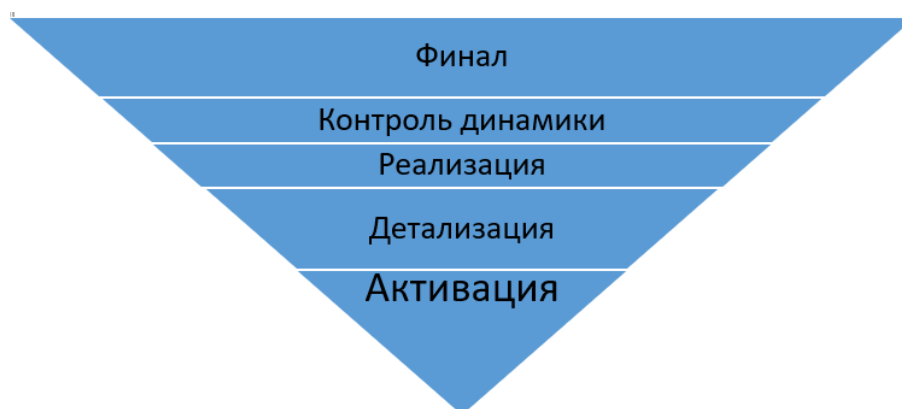 Финал
Контроль динамики
Реализация
Детализация
Активация